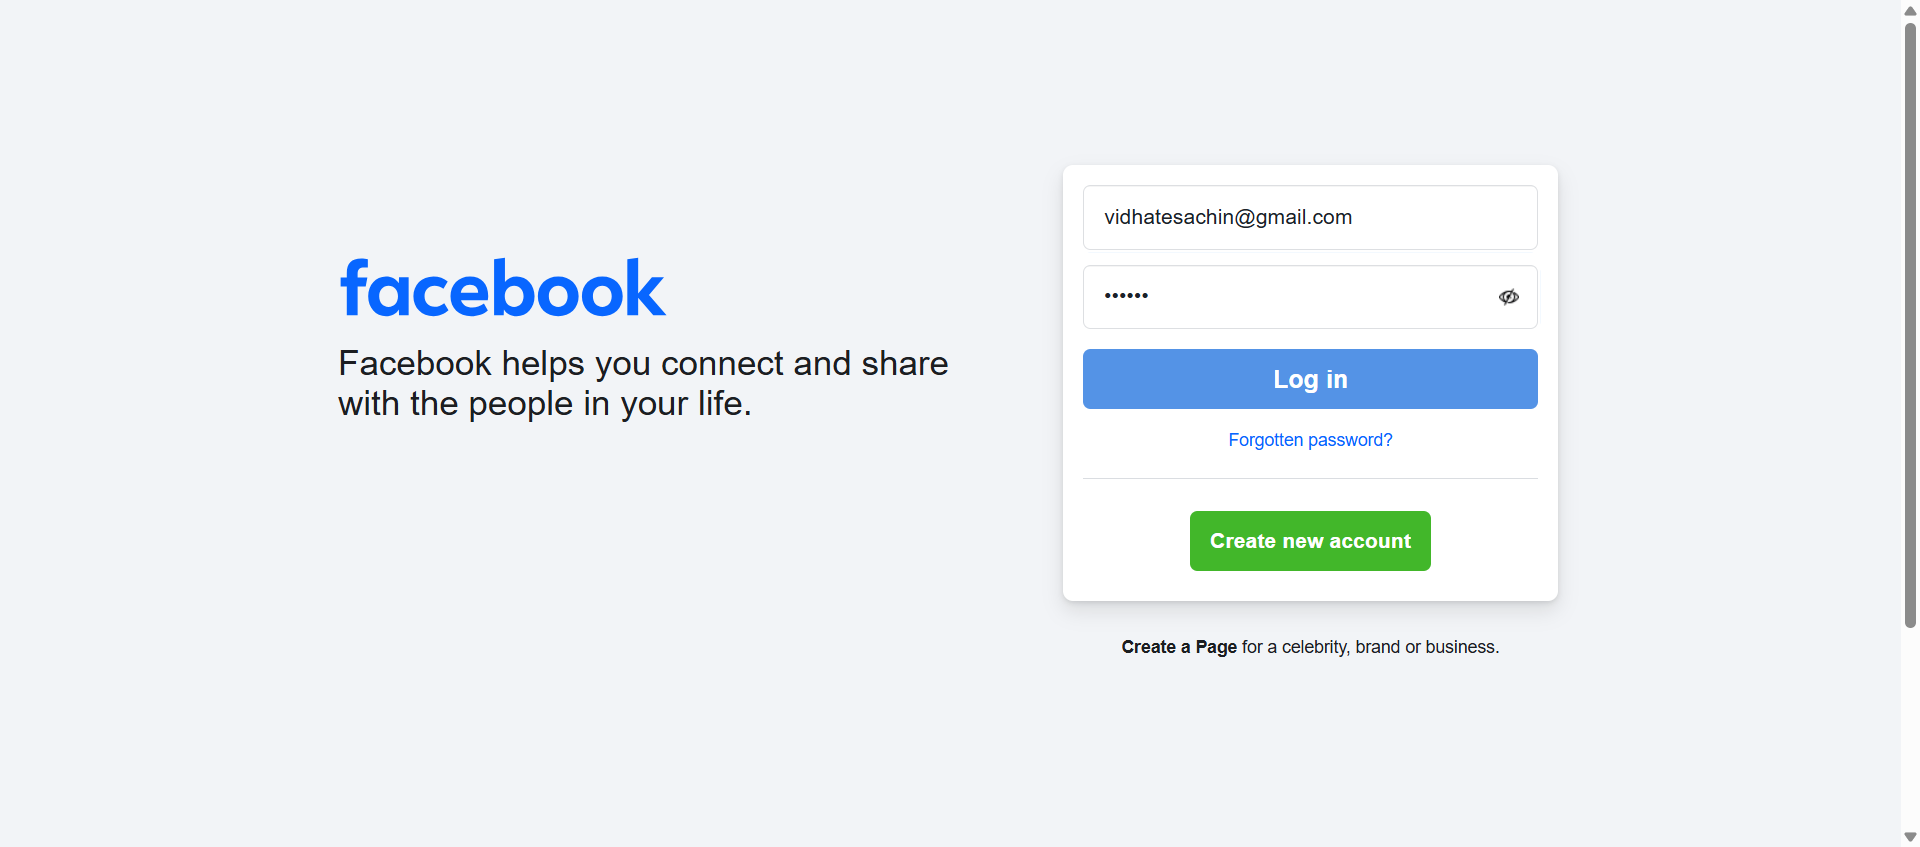 facebook
Facebook helps you connect and share
with the people in your life.
vidhatesachin@gmail.com
••••••
Log in
Forgotten password?
Create new account
Create a Page for a celebrity, brand or business.